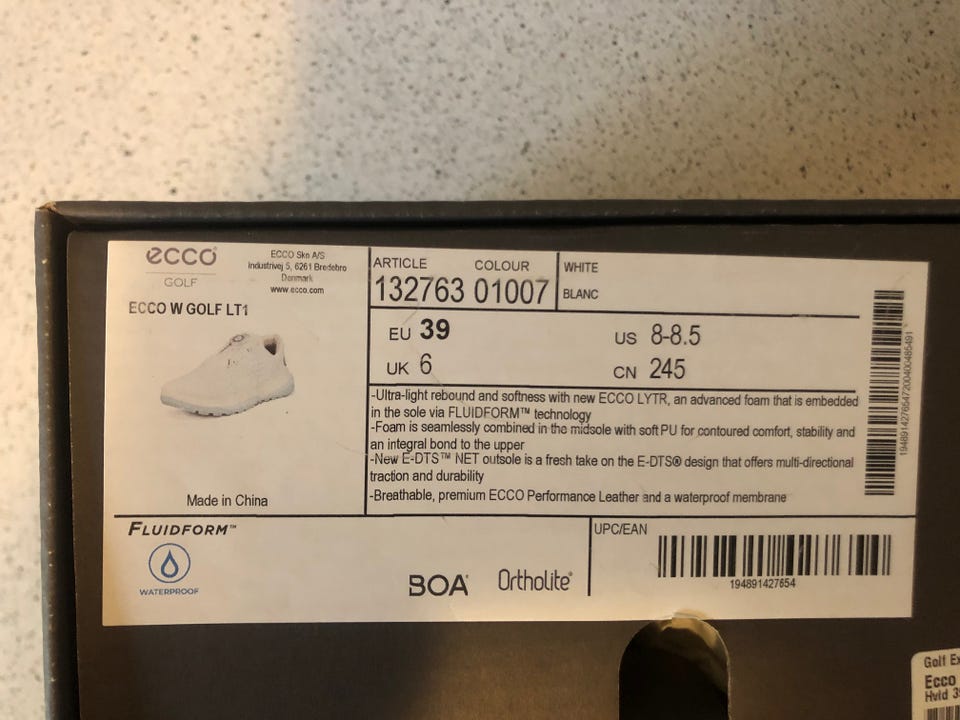 ecco
GOLF
ECCO Sko A/S
Industrivej 5, 6261 Bredebro
Denmark
www.ecco.com
ECCO W GOLF LT1
Made in China
ARTICLE COLOUR
132763 01007
WHITE
BLANC
EU 39
US 8-8.5
UK 6
CN 245
-Ultra-light rebound and softness with new ECCO LYTR, an advanced foam that is embedded
in the sole via FLUIDFORM™ technology
-Foam is seamlessly combined in the midsole with soft PU for contoured comfort, stability and
an integral bond to the upper
-New E-DTS™ NET outsole is a fresh take on the E-DTS® design that offers multi-directional
traction and durability
-Breathable, premium ECCO Performance Leather and a waterproof membrane
FLUIDFORM™
WATERPROOF
BOA®
Ortholite®
UPC/EAN
194891427654
Golf Ex
Ecco
Hvid 39